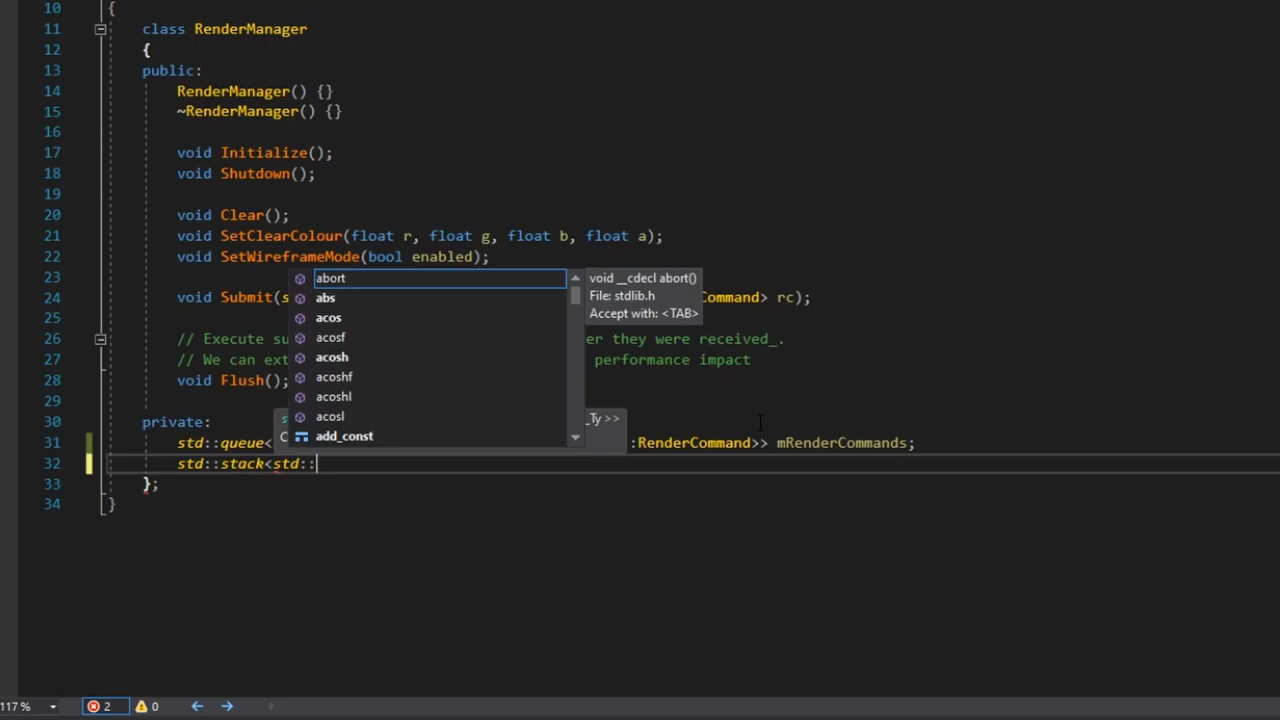 10 {
11 class RenderManager
12 {
13 public:
14 RenderManager() {}
15 ~RenderManager() {}
16
17 void Initialize();
18 void Shutdown();
19
20 void Clear();
21 void SetClearColour(float r, float g, float b, float a);
22 void SetWireframeMode(bool enabled);
23 abort void __cdecl abort()
abs File: stdlib.h
24 void Submit(s Command> rc);
acos Accept with: <TAB>
acosf
26 // Execute su er they were received_.
25
acosh
27 // We can ext performance impact
acoshf
28 void Flush();
acoshl
29
acosl
30 private: _Ty >>
add_const
31 std::queue< :RenderCommand>> mRenderCommands;
32 std::stack<std::
33 };
34 }
117 % 2 0